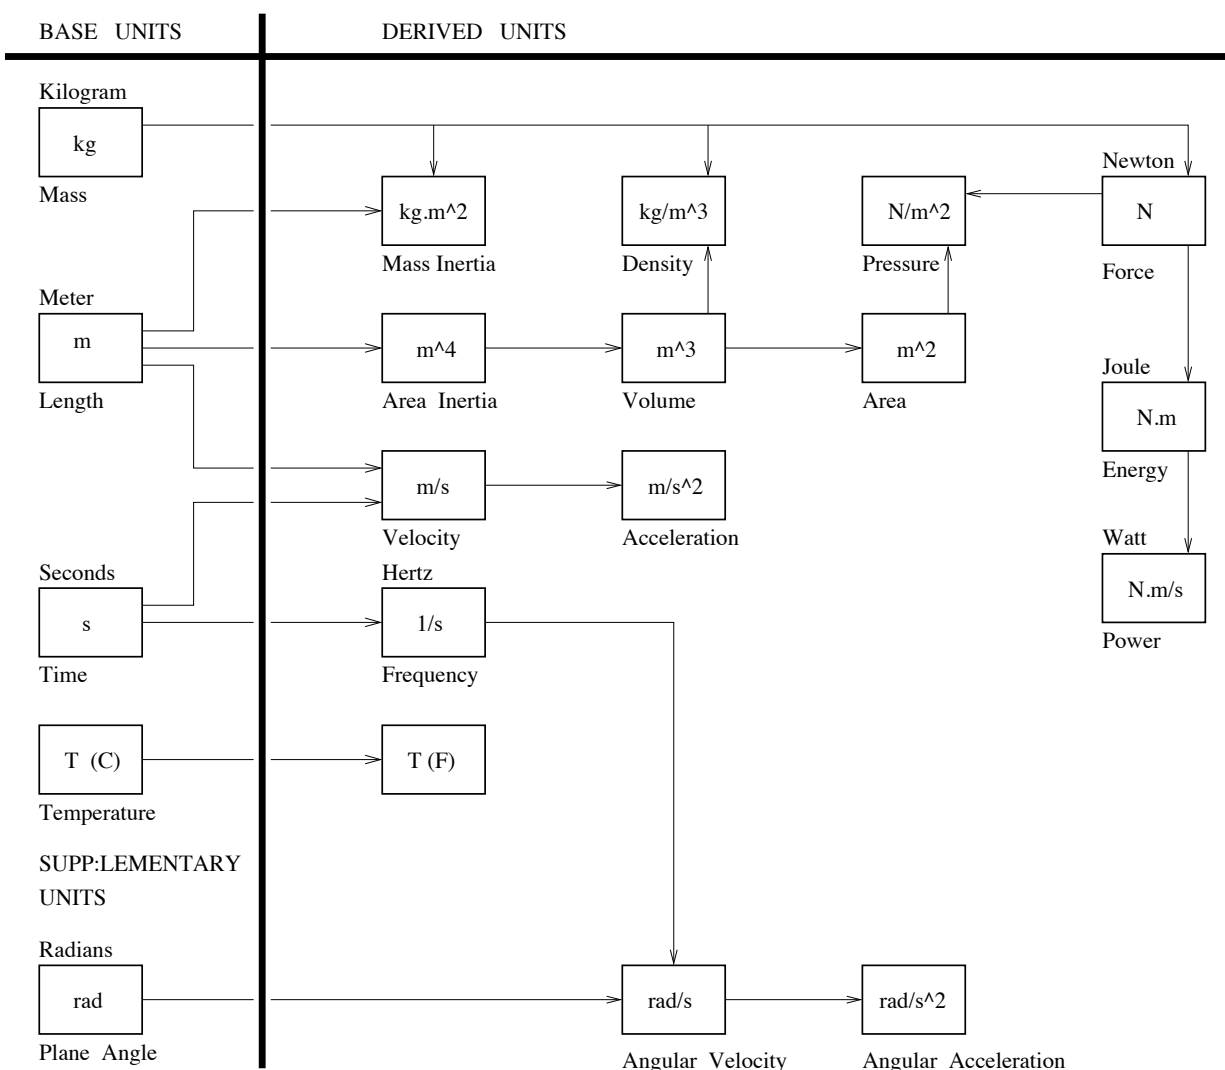 BASE UNITS
DERIVED UNITS
Kilogram
kg
Mass
Newton
kg.m^2
kg/m^3
N/m^2
N
Mass Inertia
Density
Pressure
Force
Meter
m
Length
m^4
m^3
m^2
Area Inertia
Volume
Area
Joule
N.m
Energy
m/s
m/s^2
Velocity
Acceleration
Watt
N.m/s
Power
Seconds
s
Time
Hertz
1/s
Frequency
T (C)
T (F)
Temperature
SUPP:LEMENTARY
UNITS
Radians
rad
Plane Angle
rad/s
rad/s^2
Angular Velocity
Angular Acceleration